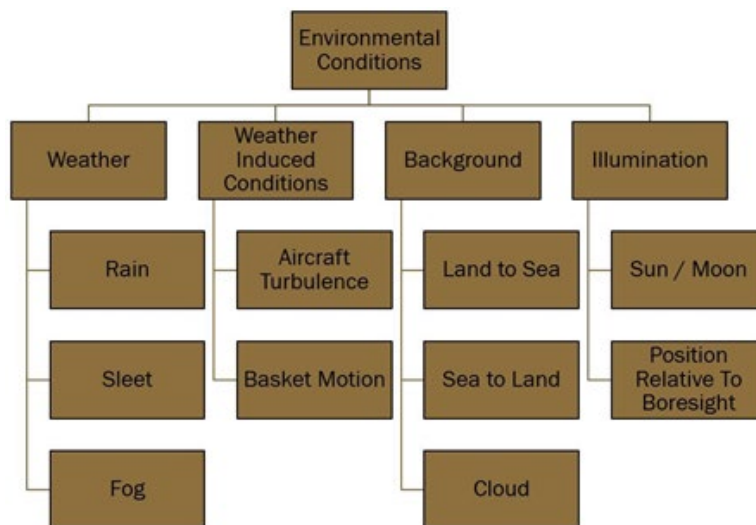 Environmental
Conditions
Weather
Weather
Induced
Conditions
Background
Illumination
Rain
Aircraft
Turbulence
Land to Sea
Sun / Moon
Sleet
Basket Motion
Sea to Land
Position
Relative To
Boresight
Fog
Cloud